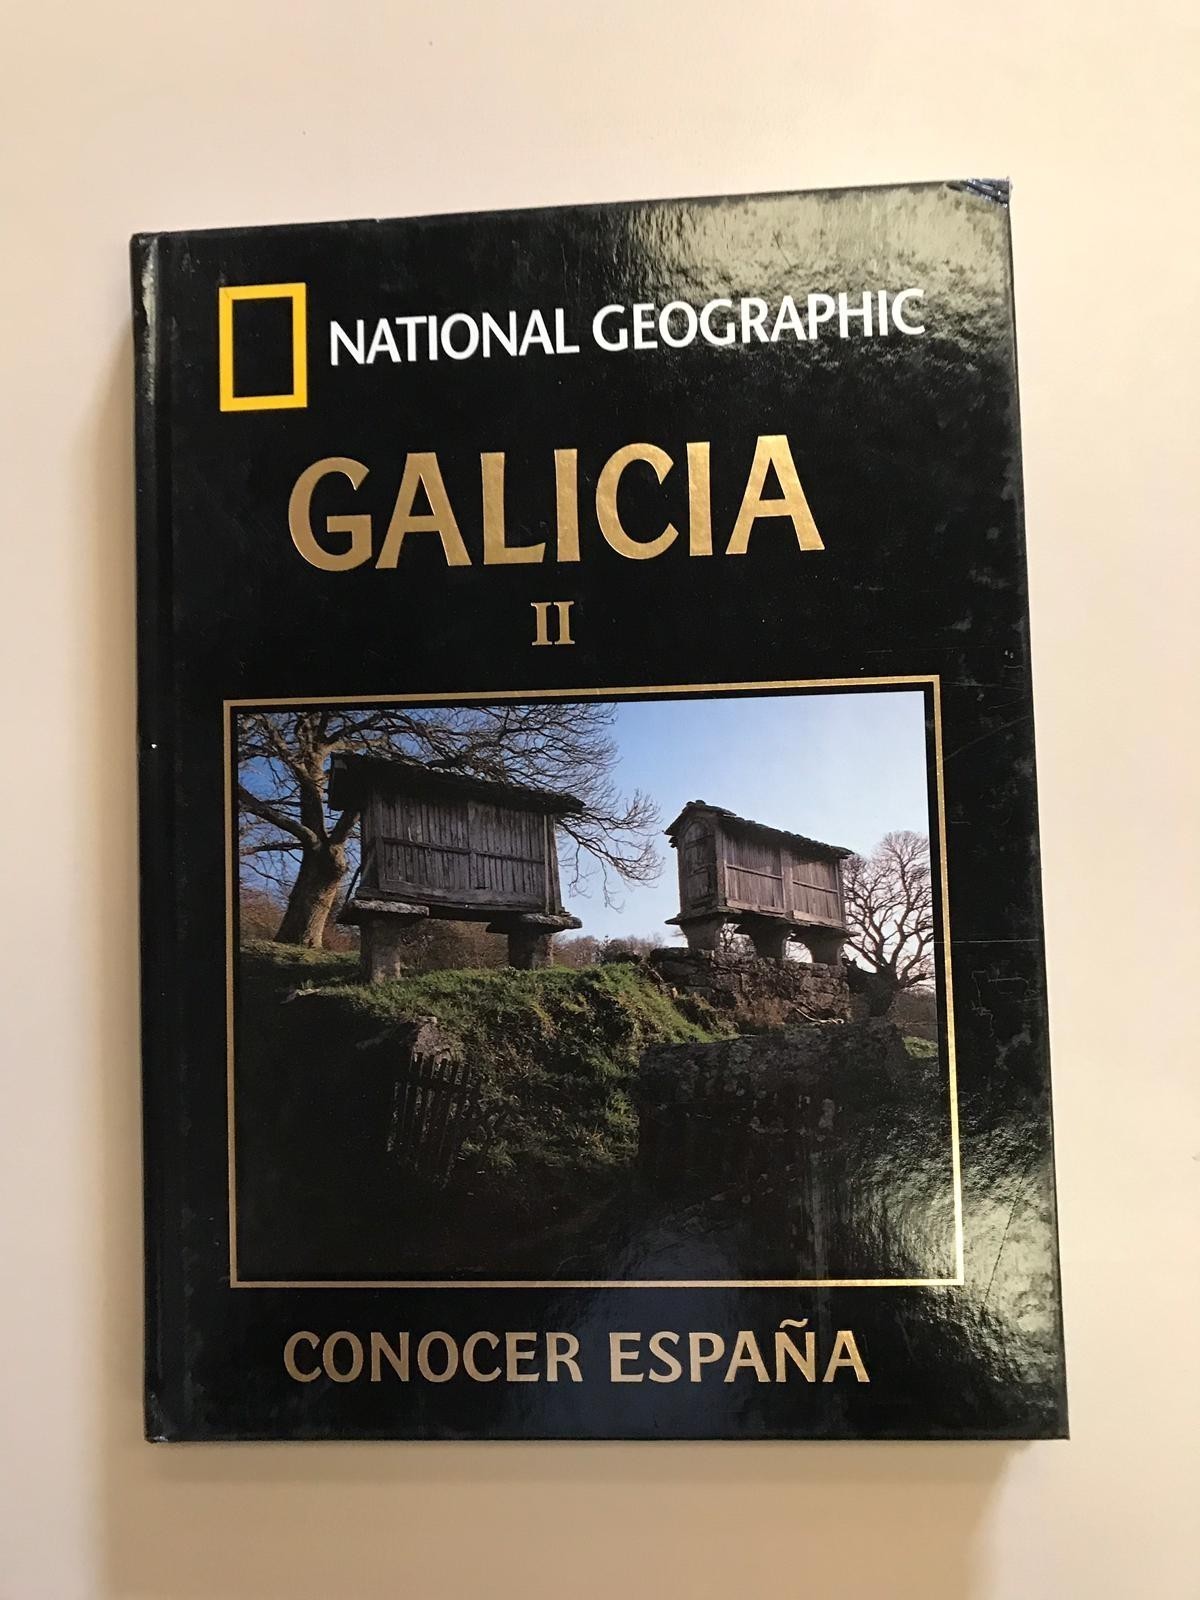 NATIONAL GEOGRAPHIC
GALICIA
II
CONOCER ESPAÑA